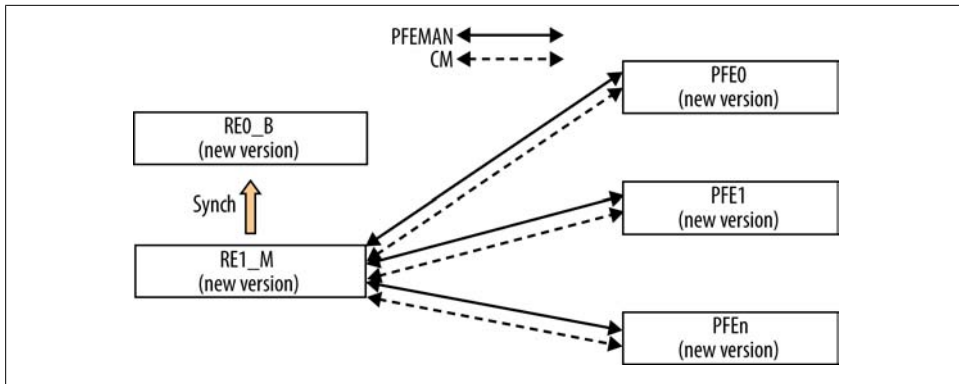 PFEMAN
CM
PFE0
(new version)
RE0_B
(new version)
PFE1
(new version)
Synch
RE1_M
(new version)
PFEn
(new version)